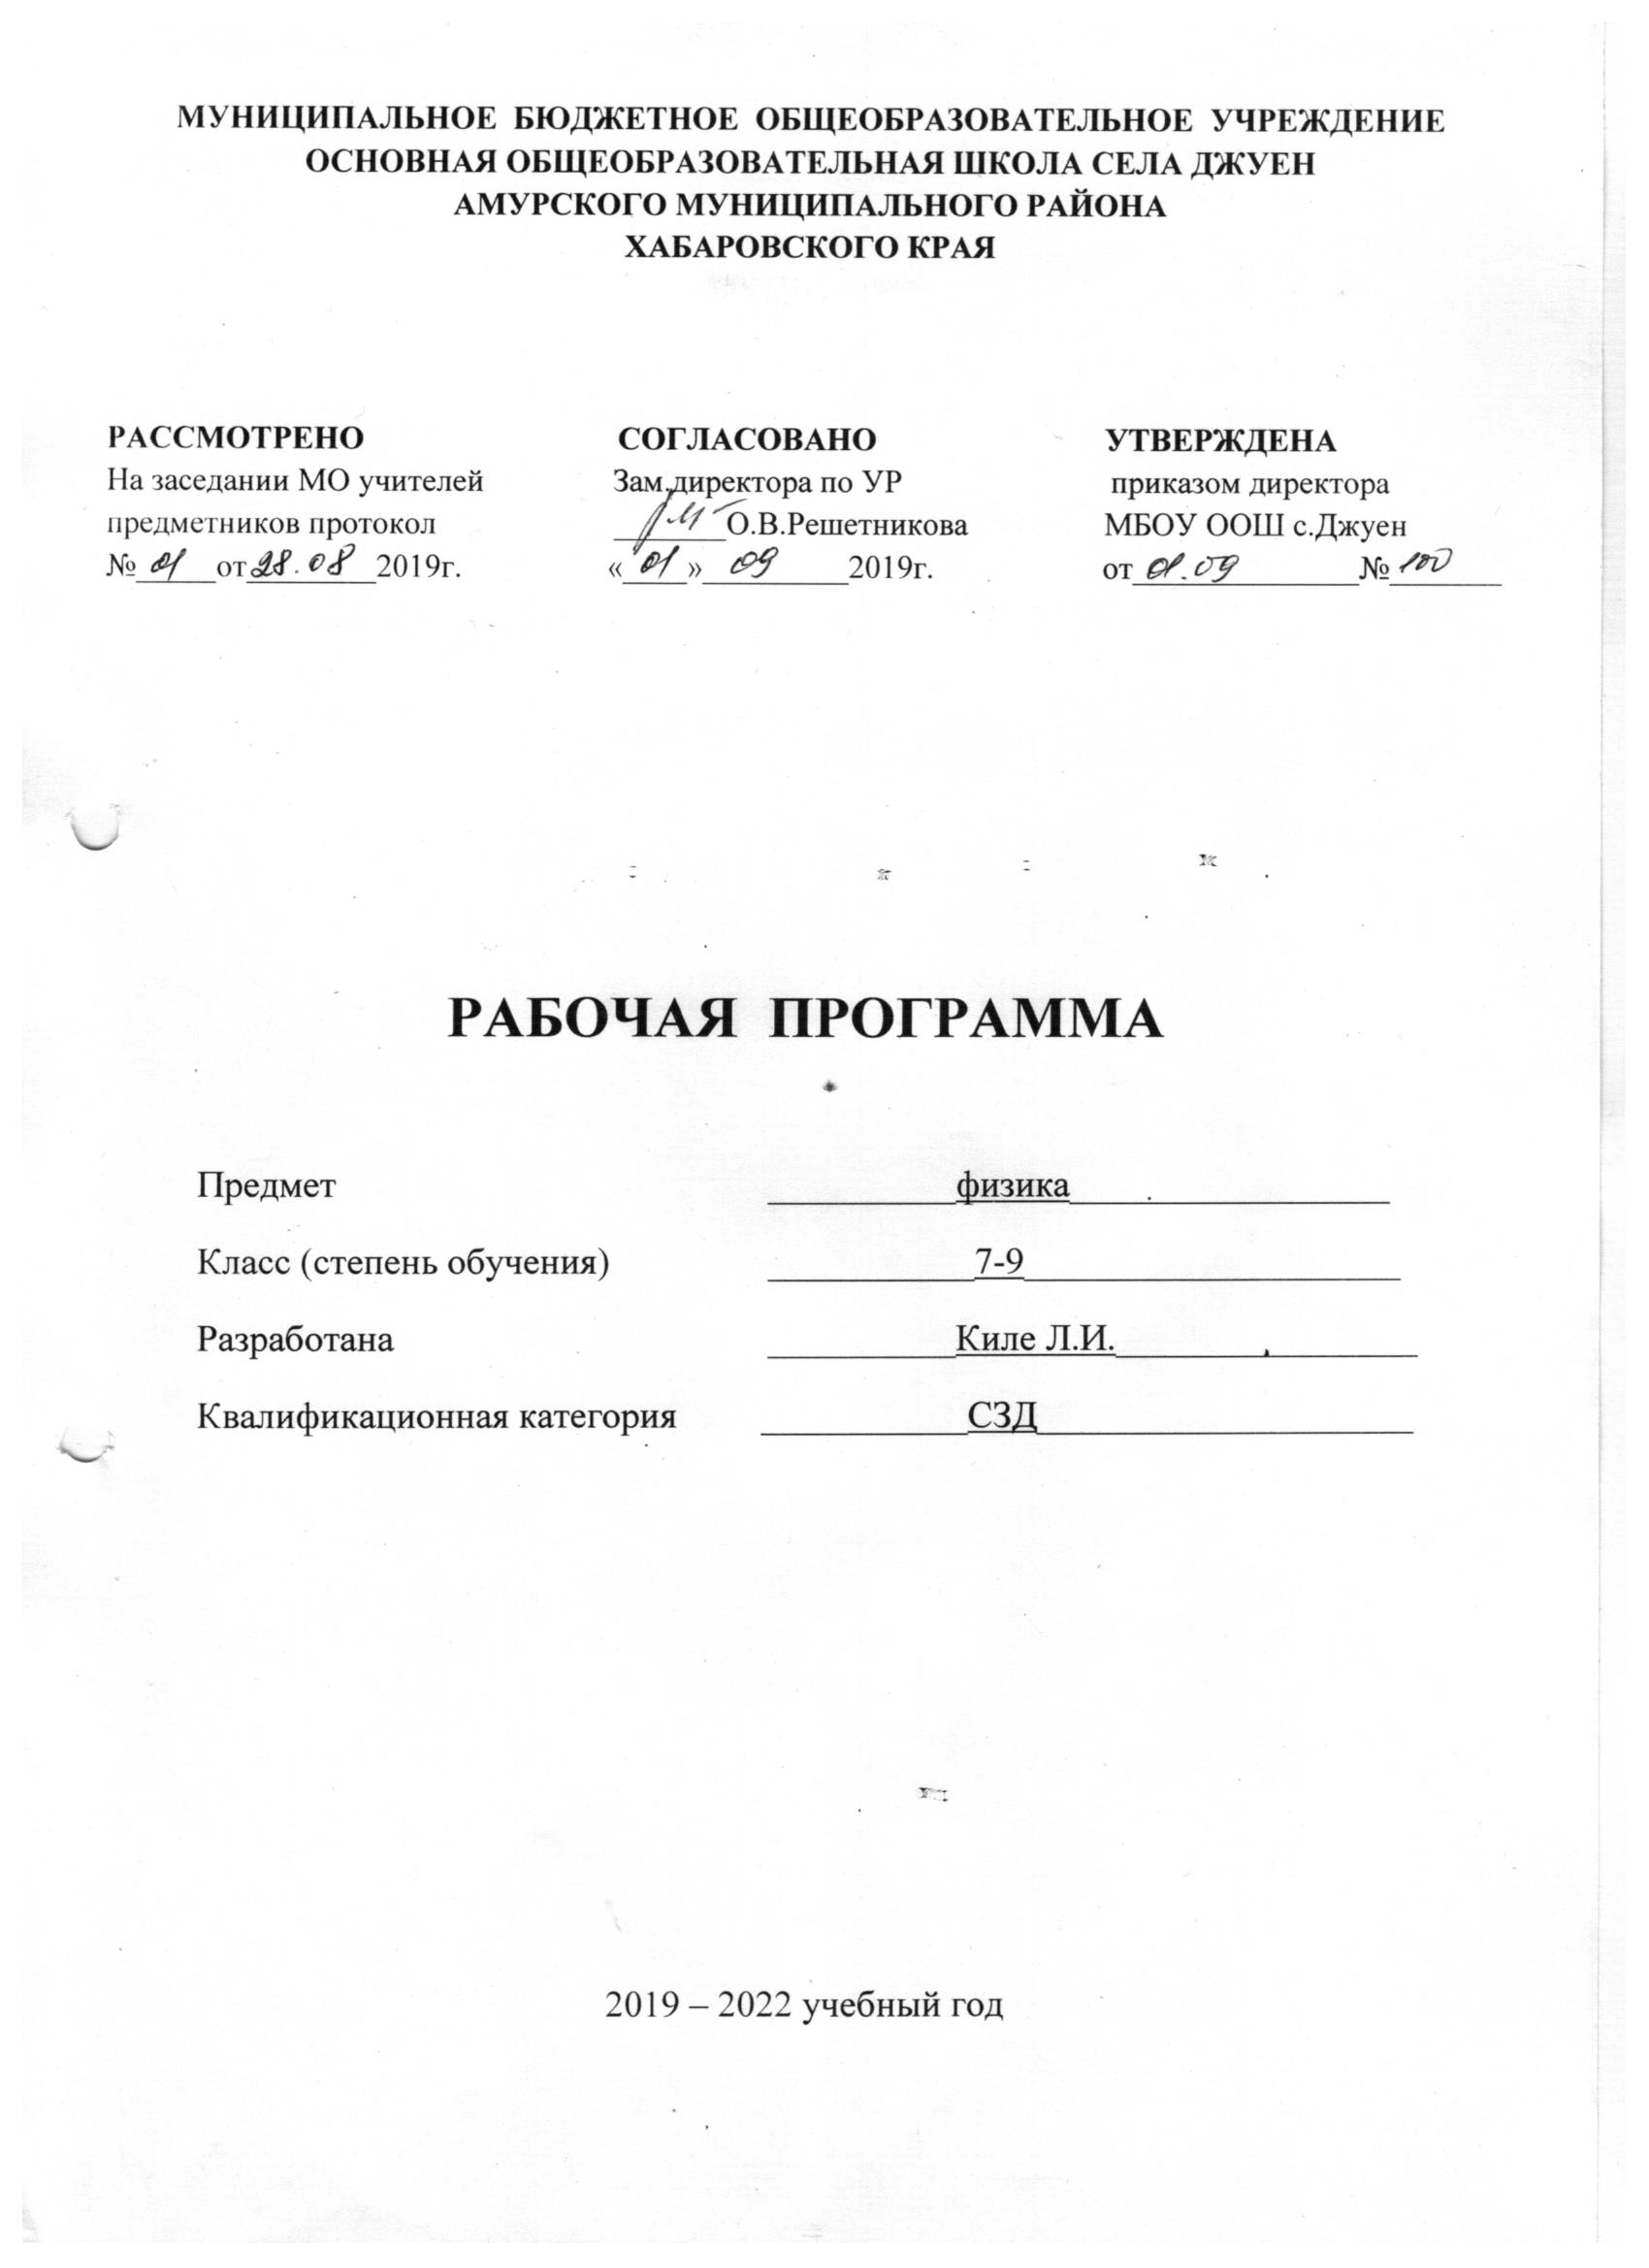 МУНИЦИПАЛЬНОЕ БЮДЖЕТНОЕ ОБЩЕОБРАЗОВАТЕЛЬНОЕ УЧРЕЖДЕНИЕ
ОСНОВНАЯ ОБЩЕОБРАЗОВАТЕЛЬНАЯ ШКОЛА СЕЛА ДЖУЕН
АМУРСКОГО МУНИЦИПАЛЬНОГО РАЙОНА
ХАБАРОВСКОГО КРАЯ
РАССМОТРЕНО
На заседании МО учителей
предметников протокол
№ 01 от 28.08 2019г.
СОГЛАСОВАНО
Зам.директора по УР
О.В.Решетникова
« 01 » 09 2019г.
УТВЕРЖДЕНА
приказом директора
МБОУ ООШ с.Джуен
от 01.09 № 100
РАБОЧАЯ ПРОГРАММА
Предмет физика
Класс (степень обучения) 7-9
Разработана Киле Л.И.
Квалификационная категория СЗД
2019 – 2022 учебный год